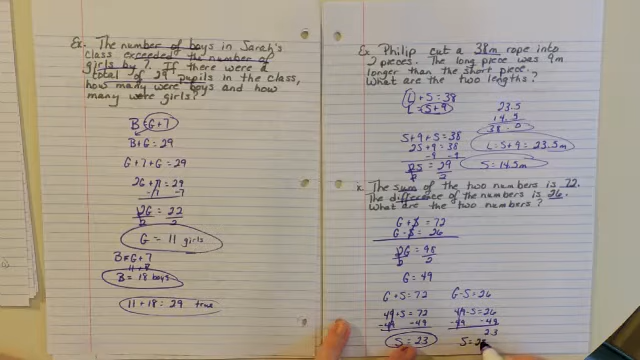 Ex. The number of boys in Sarah's
class exceeded the number of
girls by 7. If there were a
total of 29 pupils in the class,
how many were boys and how
many were girls?
B = G + 7
B + G = 29
G + 7 + G = 29
2G + 7 = 29
-7 -7
2G = 22
2 2
G = 11 girls
B = G + 7
11 + 7
B = 18 boys
11 + 18 = 29 true
Ex. Philip cut a 38m rope into
2 pieces. The long piece was 9m
longer than the short piece.
What are the two lengths?
L + S = 38
L = S + 9
S + 9 + S = 38
2S + 9 = 38
-9 -9
2S = 29
2 2
23.5
14.5
38 = 0
L = S + 9 = 23.5m
S = 14.5m
x. The sum of the two numbers is 72.
The difference of the numbers is 26.
What are the two numbers?
G + S = 72
G - S = 26
2G = 98
2 2
G = 49
G + S = 72
49 + S = 72
-49 -49
S = 23
G - S = 26
49 - S = 26
-49 -49
23